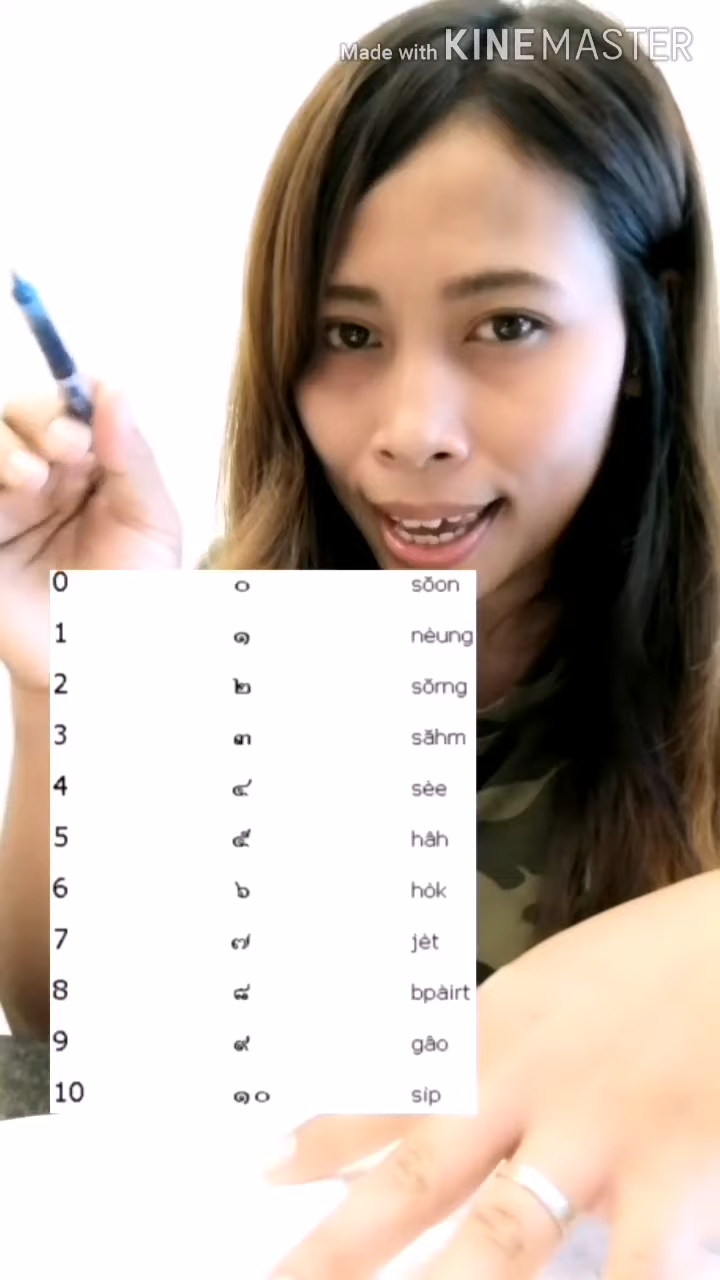 Made with KINEMASTER
0 ๐ sŏon
1 ๑ nèung
2 ๒ sŏrng
3 ๓ săhm
4 ๔ sèe
5 ๕ hâh
6 ๖ hòk
7 ๗ jèt
8 ๘ bpàirt
9 ๙ gâo
10 ๑๐ sìp